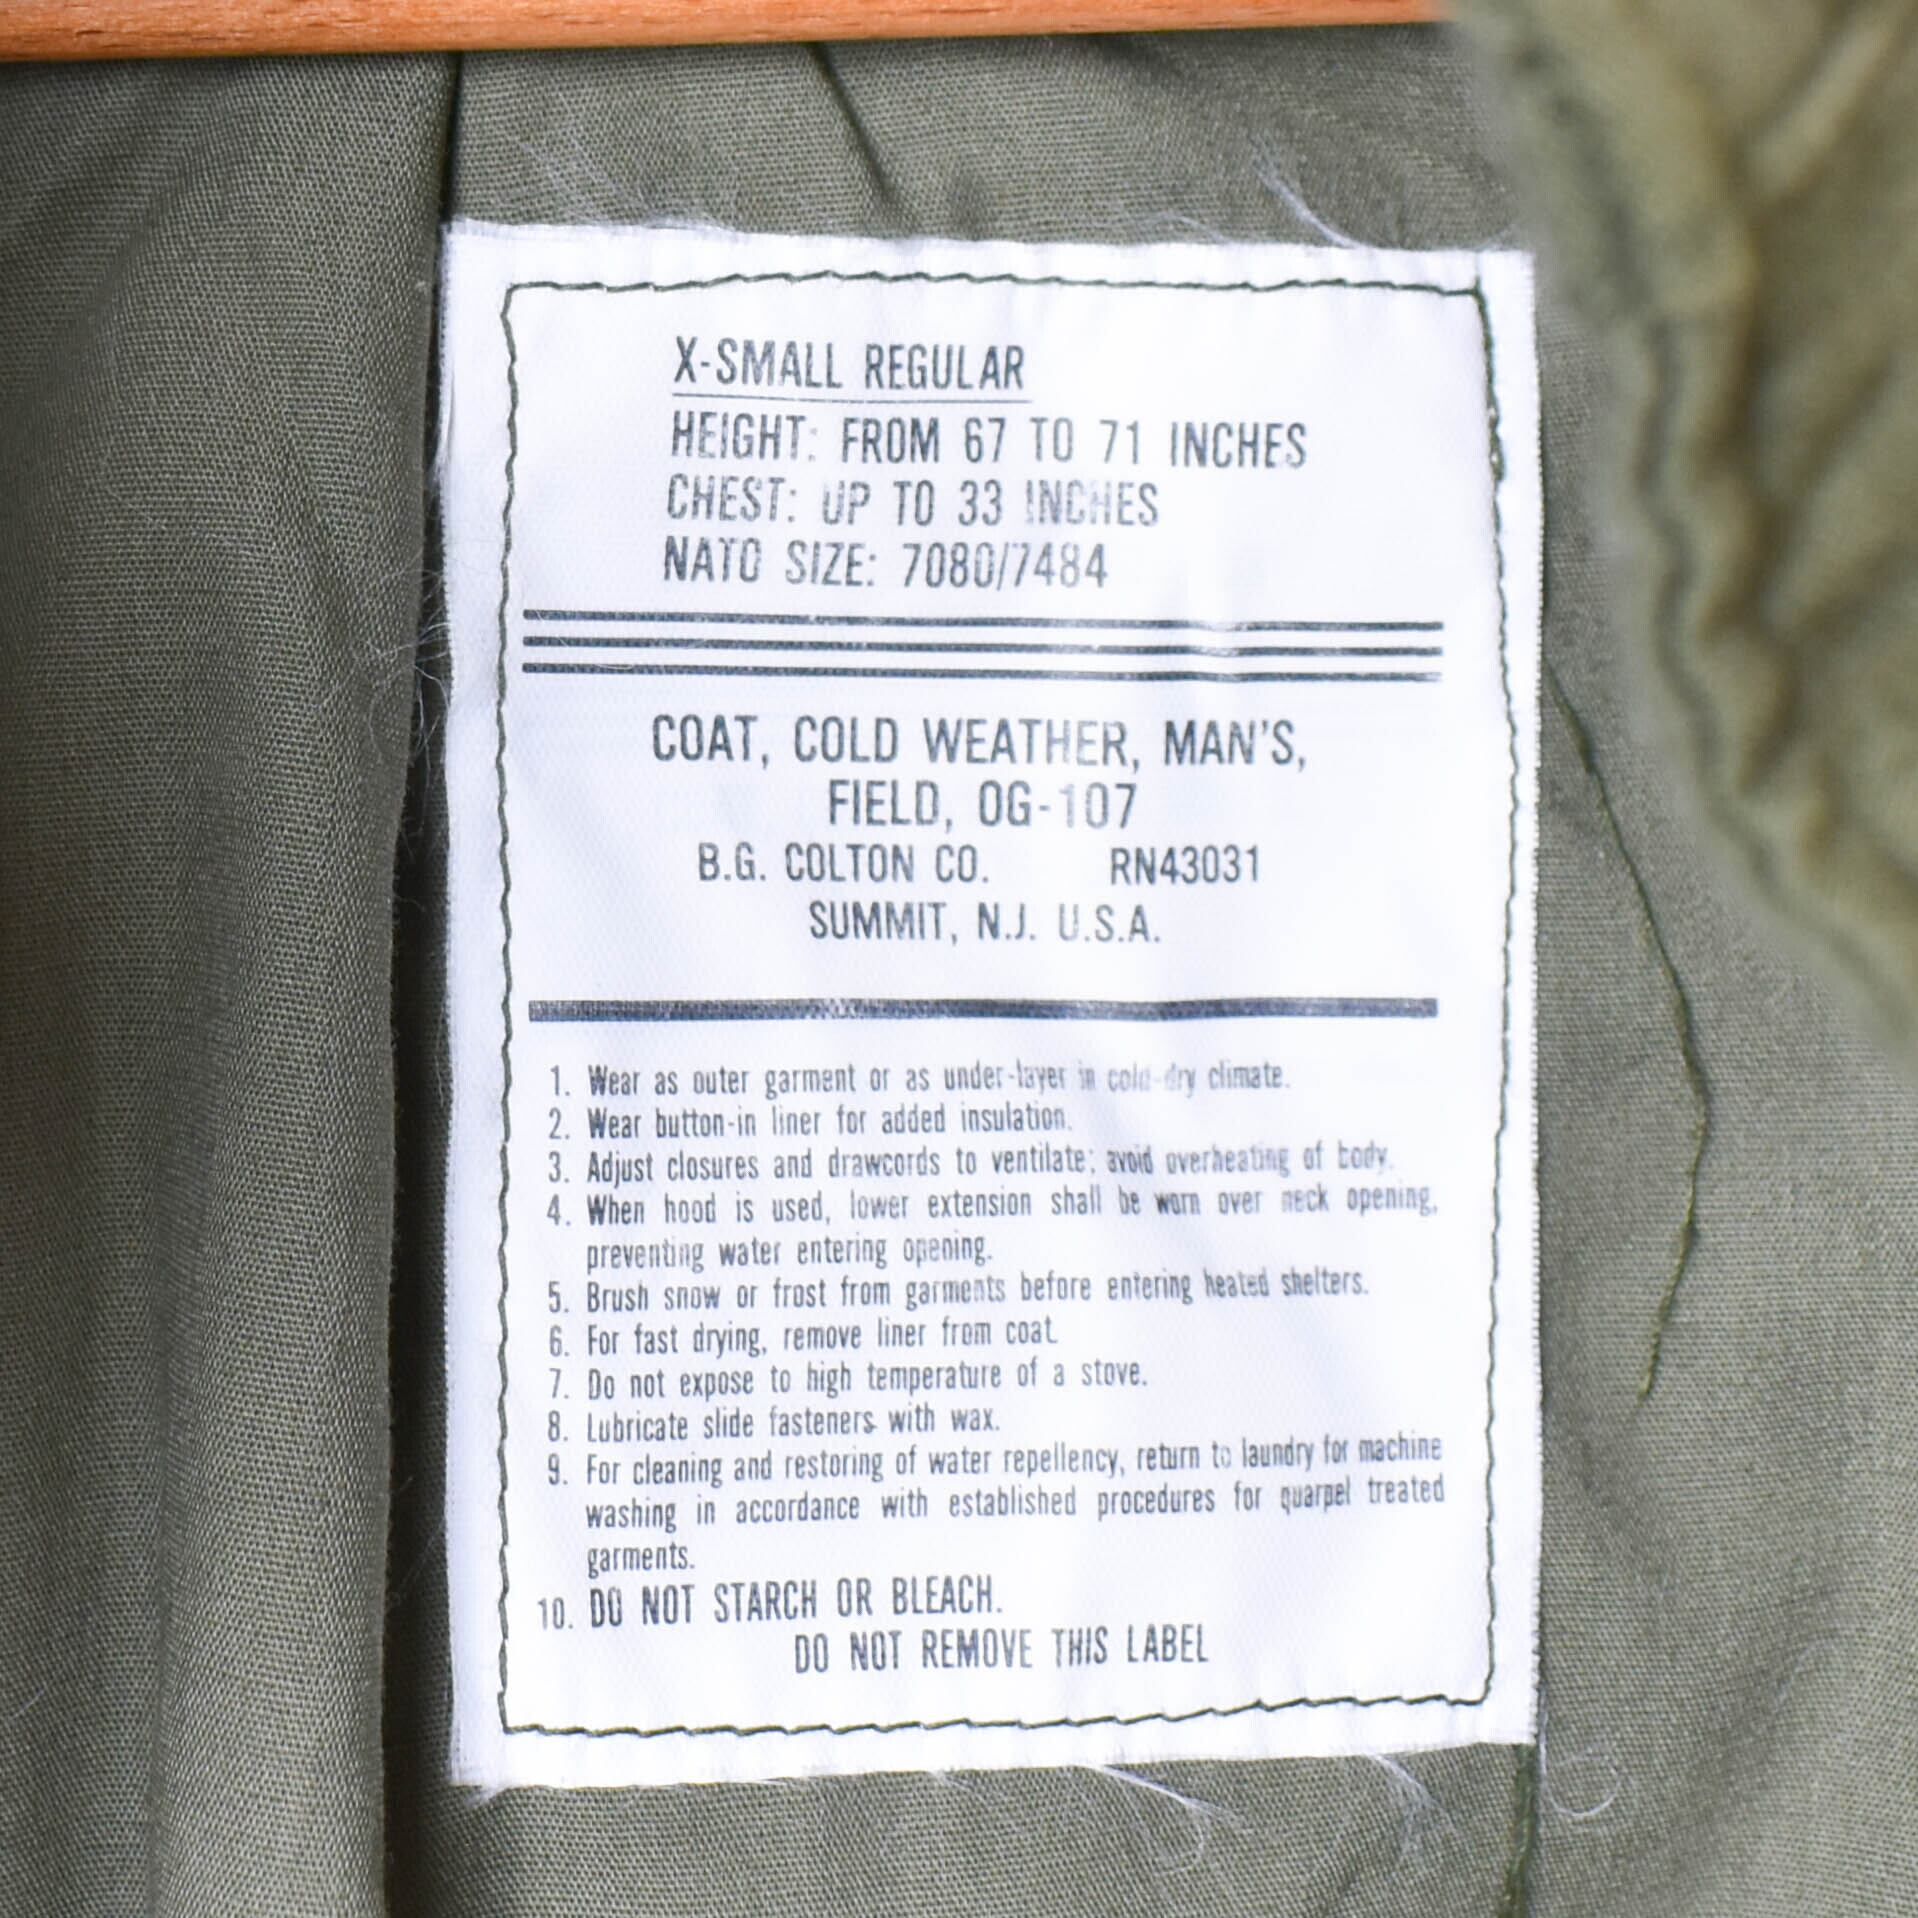 X-SMALL REGULAR
HEIGHT: FROM 67 TO 71 INCHES
CHEST: UP TO 33 INCHES
NATO SIZE: 7080/7484
COAT, COLD WEATHER, MAN'S,
FIELD, OG-107
B.G. COLTON CO. RN43031
SUMMIT, N.J. U.S.A.
1. Wear as outer garment or as under-layer in cold-dry climate.
2. Wear button-in liner for added insulation.
3. Adjust closures and drawcords to ventilate; avoid overheating of body.
4. When hood is used, lower extension shall be worn over neck opening,
preventing water entering opening.
5. Brush snow or frost from garments before entering heated shelters.
6. For fast drying, remove liner from coat.
7. Do not expose to high temperature of a stove.
8. Lubricate slide fasteners with wax.
9. For cleaning and restoring of water repellency, return to laundry for machine
washing in accordance with established procedures for quarpel treated
garments.
10. DO NOT STARCH OR BLEACH.
DO NOT REMOVE THIS LABEL